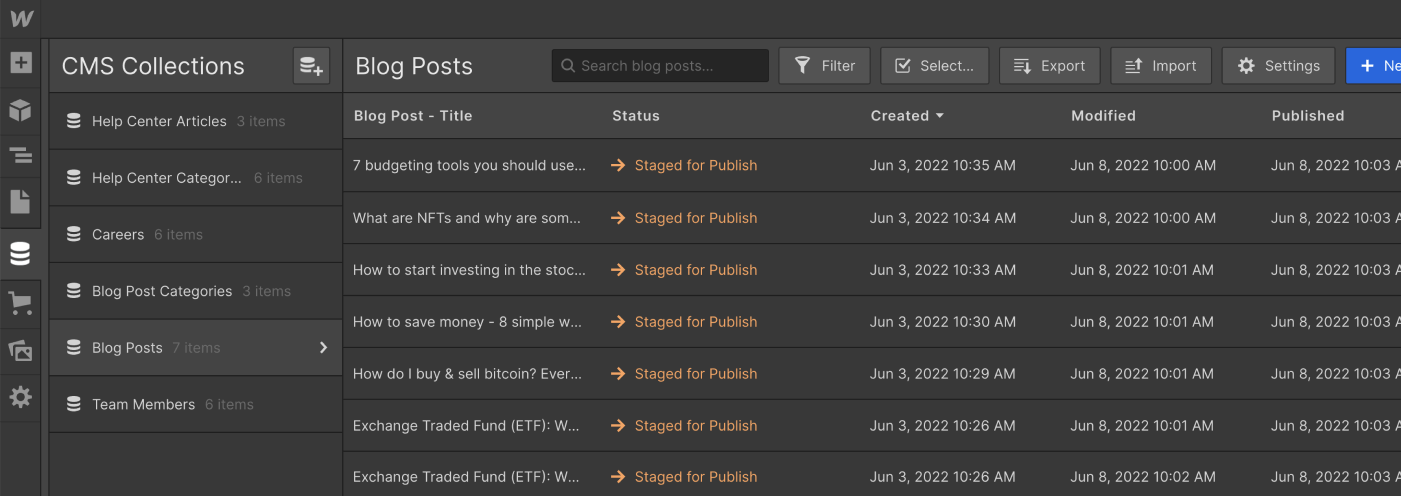 CMS Collections
Help Center Articles 3 items
Help Center Categor... 6 items
Careers 6 items
Blog Post Categories 3 items
Blog Posts 7 items
Team Members 6 items
Blog Posts Search blog posts... Filter Select... Export Import Settings
Blog Post - Title Status Created Modified Published
7 budgeting tools you should use... Staged for Publish Jun 3, 2022 10:35 AM Jun 8, 2022 10:00 AM Jun 8, 2022 10:03
What are NFTs and why are som... Staged for Publish Jun 3, 2022 10:34 AM Jun 8, 2022 10:00 AM Jun 8, 2022 10:03
How to start investing in the stoc... Staged for Publish Jun 3, 2022 10:33 AM Jun 8, 2022 10:01 AM Jun 8, 2022 10:03
How to save money - 8 simple w... Staged for Publish Jun 3, 2022 10:30 AM Jun 8, 2022 10:01 AM Jun 8, 2022 10:03
How do I buy & sell bitcoin? Ever... Staged for Publish Jun 3, 2022 10:29 AM Jun 8, 2022 10:01 AM Jun 8, 2022 10:03
Exchange Traded Fund (ETF): W... Staged for Publish Jun 3, 2022 10:26 AM Jun 8, 2022 10:01 AM Jun 8, 2022 10:03
Exchange Traded Fund (ETF): W... Staged for Publish Jun 3, 2022 10:26 AM Jun 8, 2022 10:02 AM Jun 8, 2022 10:03